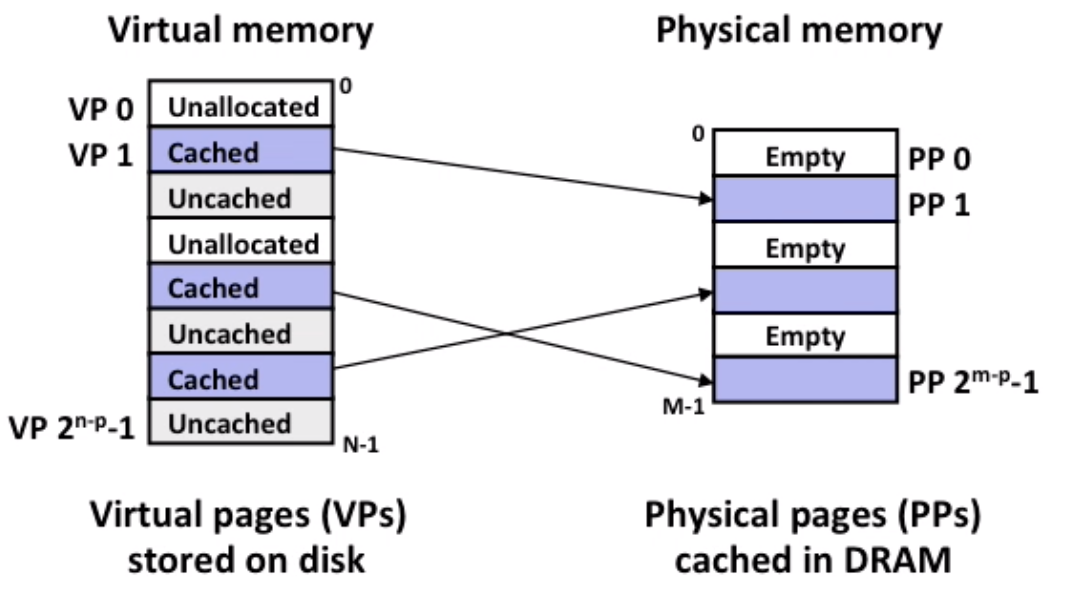 Virtual memory
Physical memory
0
VP 0
Unallocated
VP 1
Cached
Uncached
Unallocated
Cached
Uncached
Cached
VP 2ⁿ⁻ᵖ-1
Uncached
N-1
0
Empty
PP 0
PP 1
Empty
Empty
PP 2ᵐ⁻ᵖ-1
M-1
Virtual pages (VPs)
stored on disk
Physical pages (PPs)
cached in DRAM